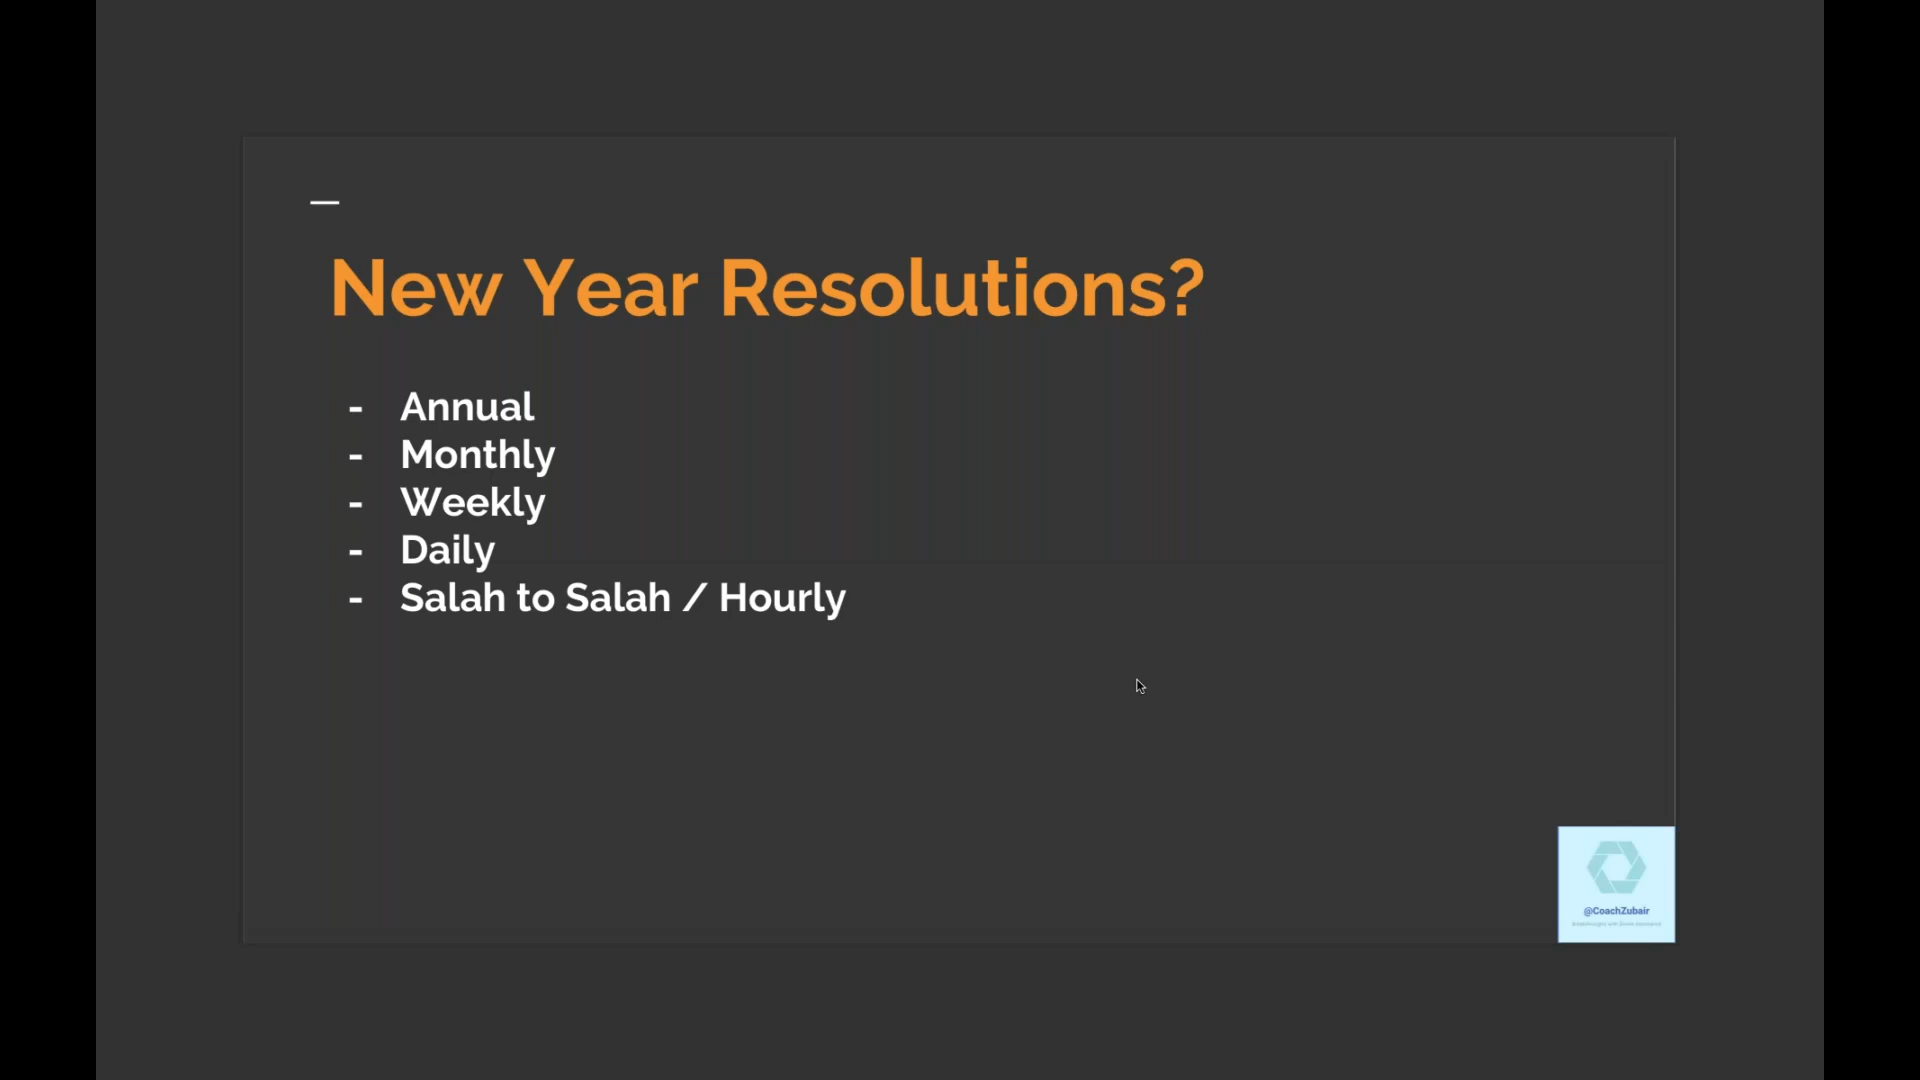 New Year Resolutions?
- Annual
- Monthly
- Weekly
- Daily
- Salah to Salah / Hourly
@CoachZubair